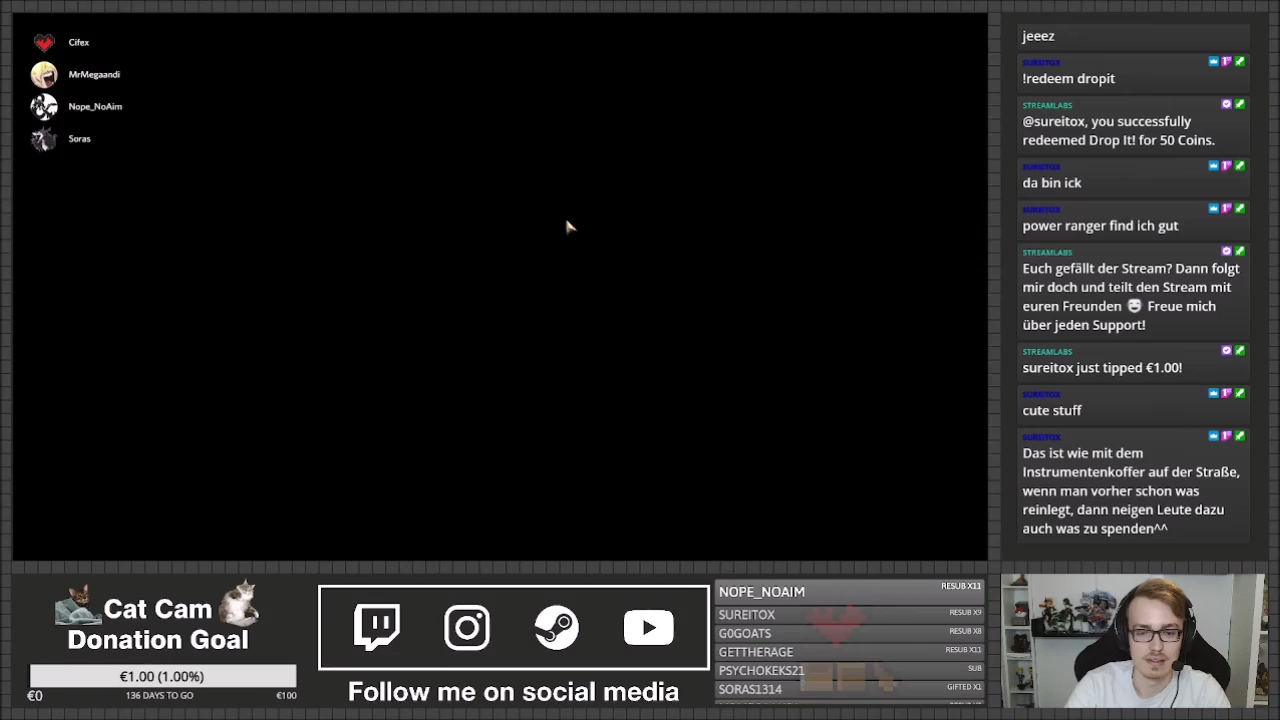 Cifex
MrMegaandi
Nope_NoAim
Soras
jeeez
SUREITOX
!redeem dropit
STREAMLABS
@sureitox, you successfully
redeemed Drop It! for 50 Coins.
SUREITOX
da bin ick
SUREITOX
power ranger find ich gut
STREAMLABS
Euch gefällt der Stream? Dann folgt
mir doch und teilt den Stream mit
euren Freunden Freue mich
über jeden Support!
STREAMLABS
sureitox just tipped €1.00!
SUREITOX
cute stuff
SUREITOX
Das ist wie mit dem
Instrumentenkoffer auf der Straße,
wenn man vorher schon was
reinlegt, dann neigen Leute dazu
auch was zu spenden^^
Cat Cam
Donation Goal
€1.00 (1.00%)
€0 136 DAYS TO GO €100
Follow me on social media
NOPE_NOAIM RESUB X11
SUREITOX RESUB X9
G0GOATS RESUB X8
GETTHERAGE RESUB X11
PSYCHOKEKS21 SUB
SORAS1314 GIFTED X1